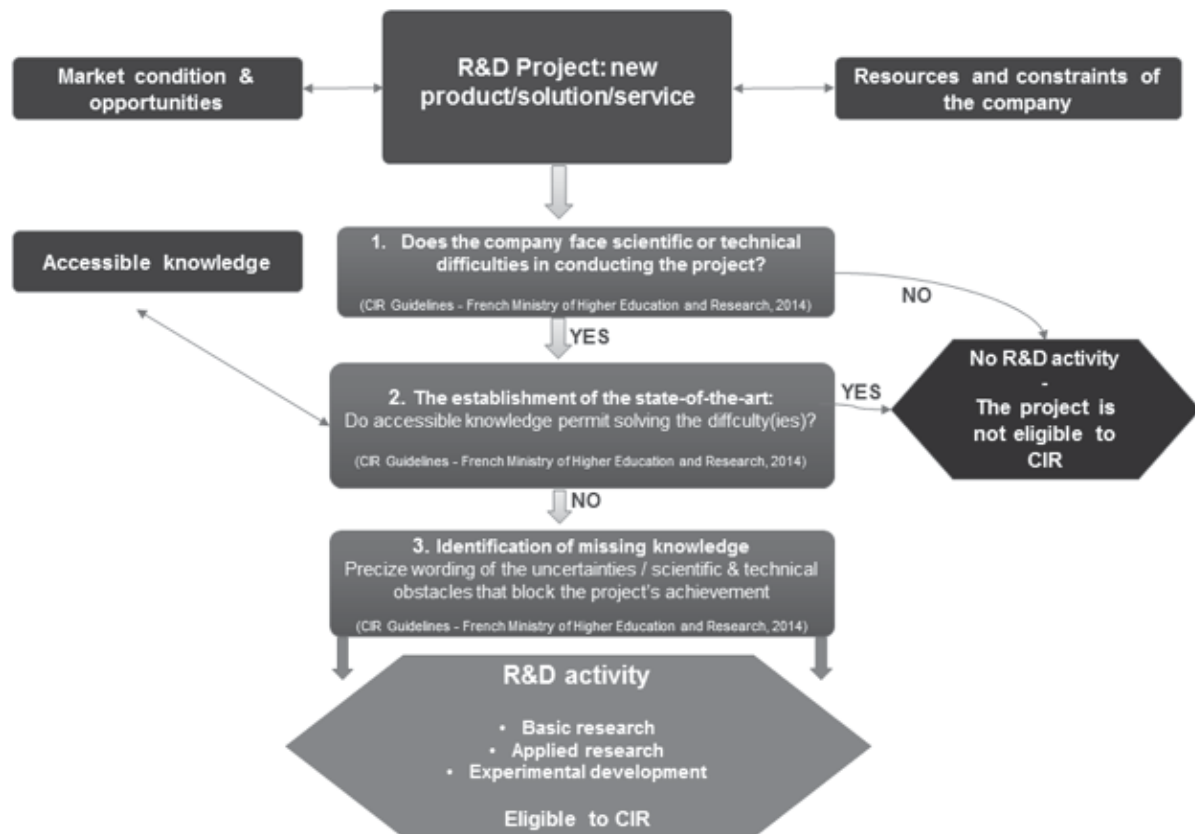 R&D Project: new
product/solution/service
Market condition &
opportunities
Resources and constraints of
the company
1. Does the company face scientific or technical
difficulties in conducting the project?
(CIR Guidelines - French Ministry of Higher Education and Research, 2014)
Accessible knowledge
NO
YES
No R&D activity
-
The project is
not eligible to
CIR
2. The establishment of the state-of-the-art:
Do accessible knowledge permit solving the diffculty(ies)?
(CIR Guidelines - French Ministry of Higher Education and Research, 2014)
YES
NO
3. Identification of missing knowledge
Precize wording of the uncertainties / scientific & technical
obstacles that block the project's achievement
(CIR Guidelines - French Ministry of Higher Education and Research, 2014)
R&D activity
• Basic research
• Applied research
• Experimental development
Eligible to CIR